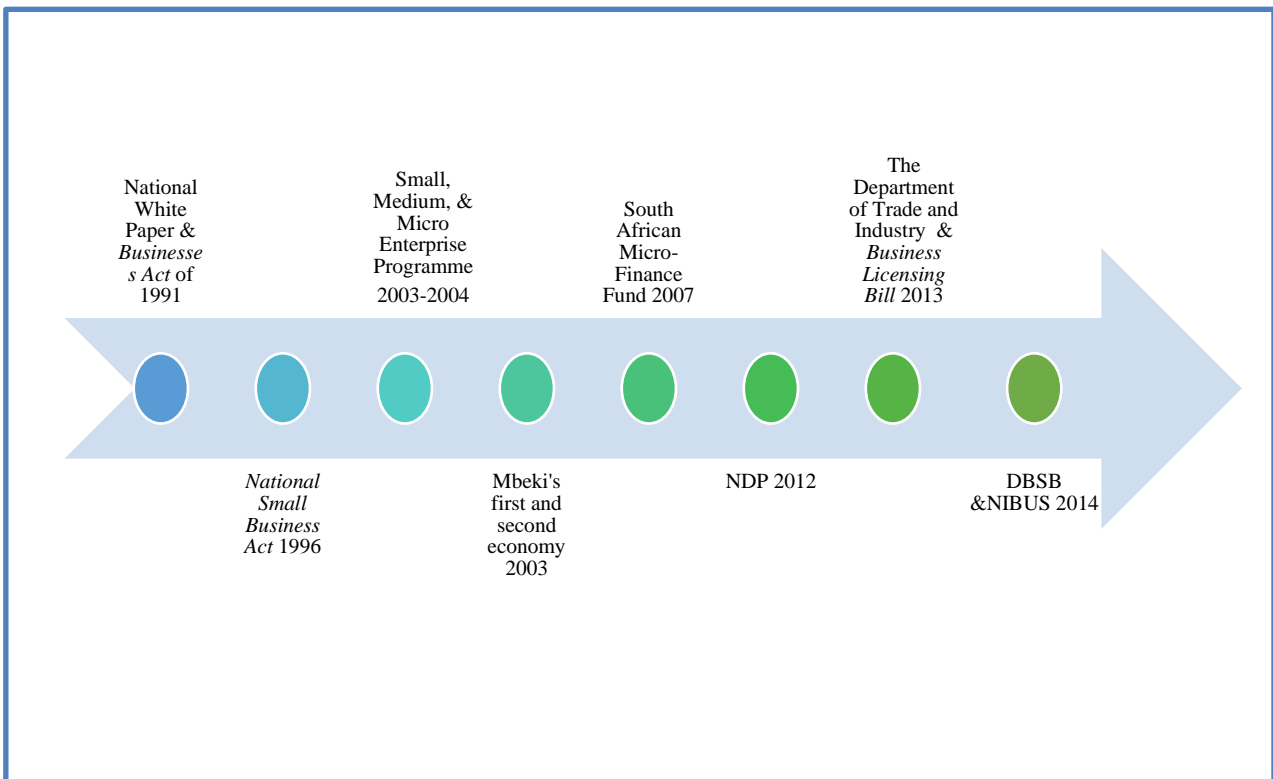 National
White
Paper &
Businesse
s Act of
1991
National
Small
Business
Act 1996
Small,
Medium, &
Micro
Enterprise
Programme
2003-2004
Mbeki's
first and
second
economy
2003
South
African
Micro-
Finance
Fund 2007
NDP 2012
The
Department
of Trade and
Industry &
Business
Licensing
Bill 2013
DBSB
&NIBUS 2014